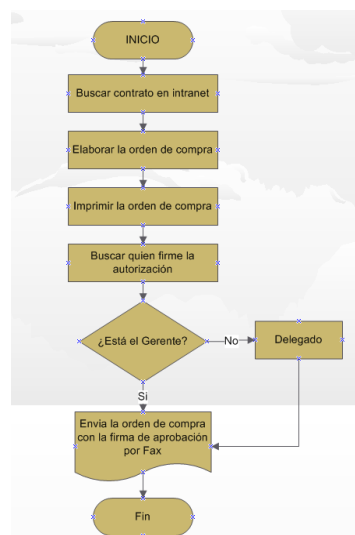 INICIO
Buscar contrato en intranet
Elaborar la orden de compra
Imprimir la orden de compra
Buscar quien firme la
autorización
¿Está el Gerente?
No
Delegado
Si
Envia la orden de compra
con la firma de aprobación
por Fax
Fin